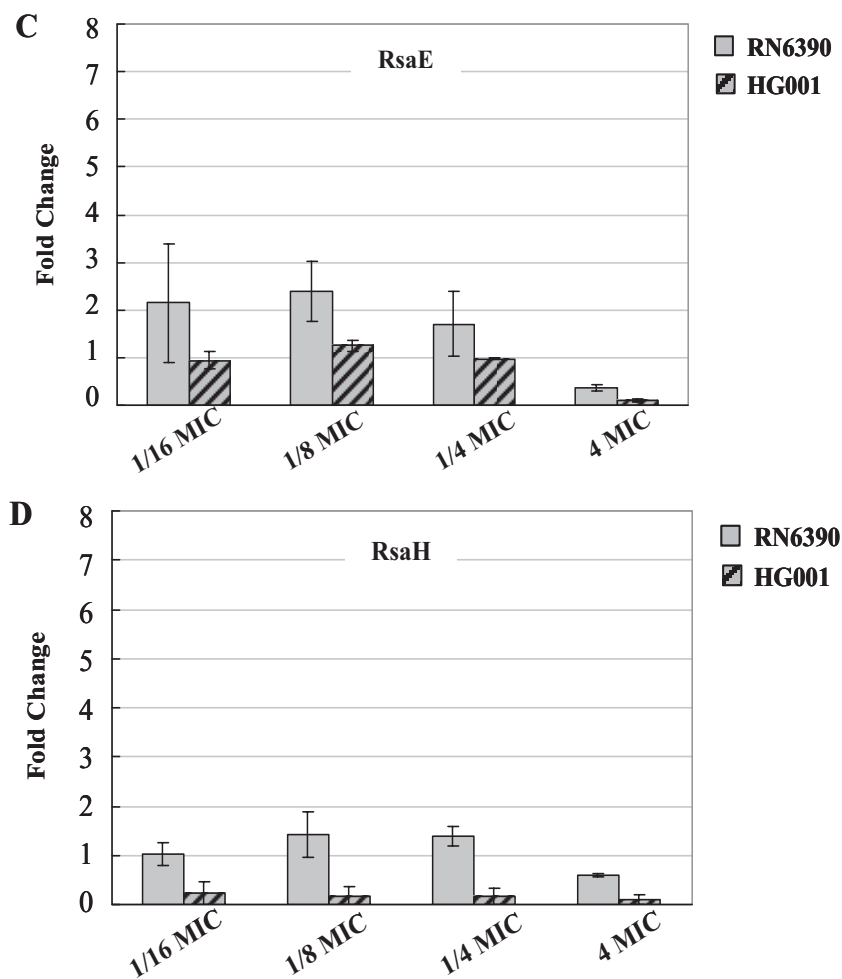 C
RsaE
RN6390
HG001
Fold Change
8
7
6
5
4
3
2
1
0
1/16 MIC
1/8 MIC
1/4 MIC
4 MIC
D
RsaH
RN6390
HG001
Fold Change
8
7
6
5
4
3
2
1
0
1/16 MIC
1/8 MIC
1/4 MIC
4 MIC